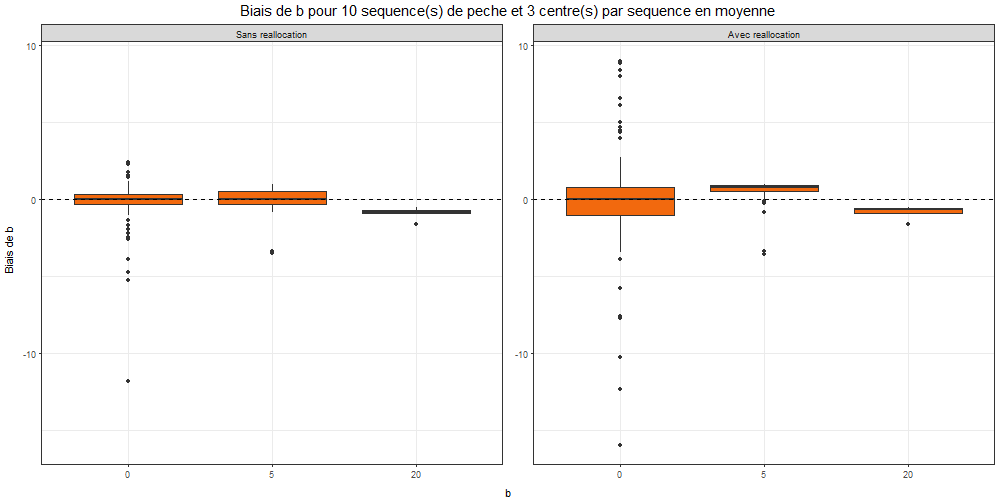 Biais de b pour 10 sequence(s) de peche et 3 centre(s) par sequence en moyenne
Sans reallocation
Avec reallocation
Biais de b
10
0
-10
0
5
20
10
0
-10
0
5
20
b